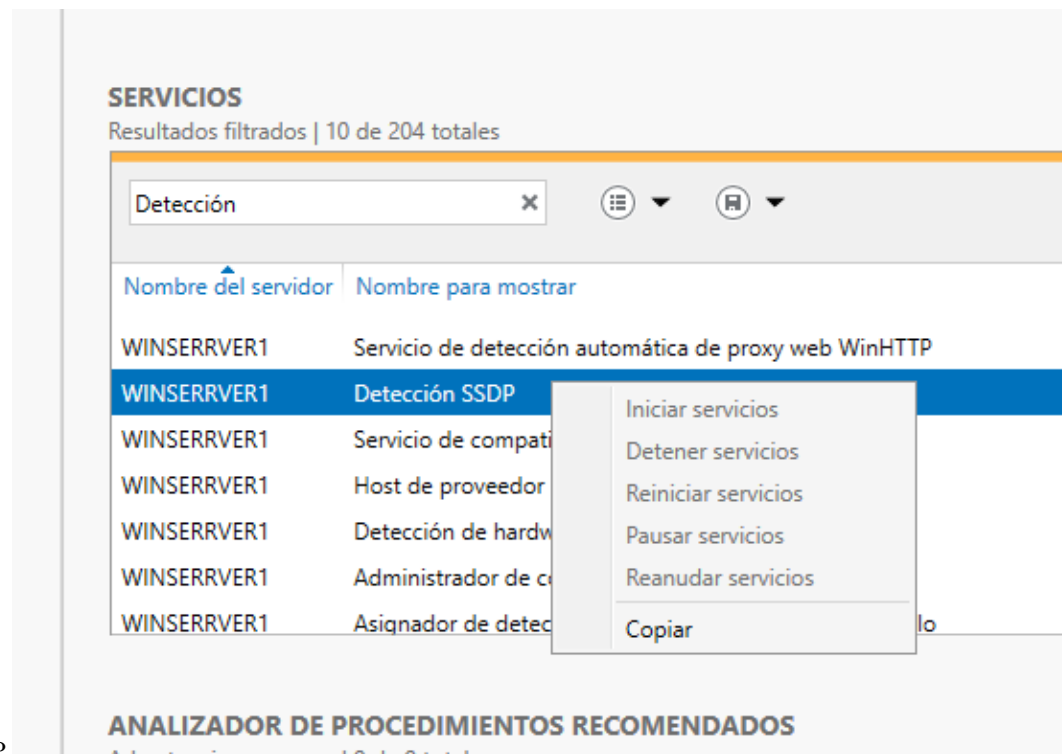 SERVICIOS
Resultados filtrados | 10 de 204 totales
Detección
Nombre del servidor Nombre para mostrar
WINSERRVER1 Servicio de detección automática de proxy web WinHTTP
WINSERRVER1 Detección SSDP
Iniciar servicios
WINSERRVER1 Servicio de compati
Detener servicios
WINSERRVER1 Host de proveedor
Reiniciar servicios
WINSERRVER1 Detección de hardw
Pausar servicios
WINSERRVER1 Administrador de c
Reanudar servicios
WINSERRVER1 Asignador de detec lo
Copiar
ANALIZADOR DE PROCEDIMIENTOS RECOMENDADOS